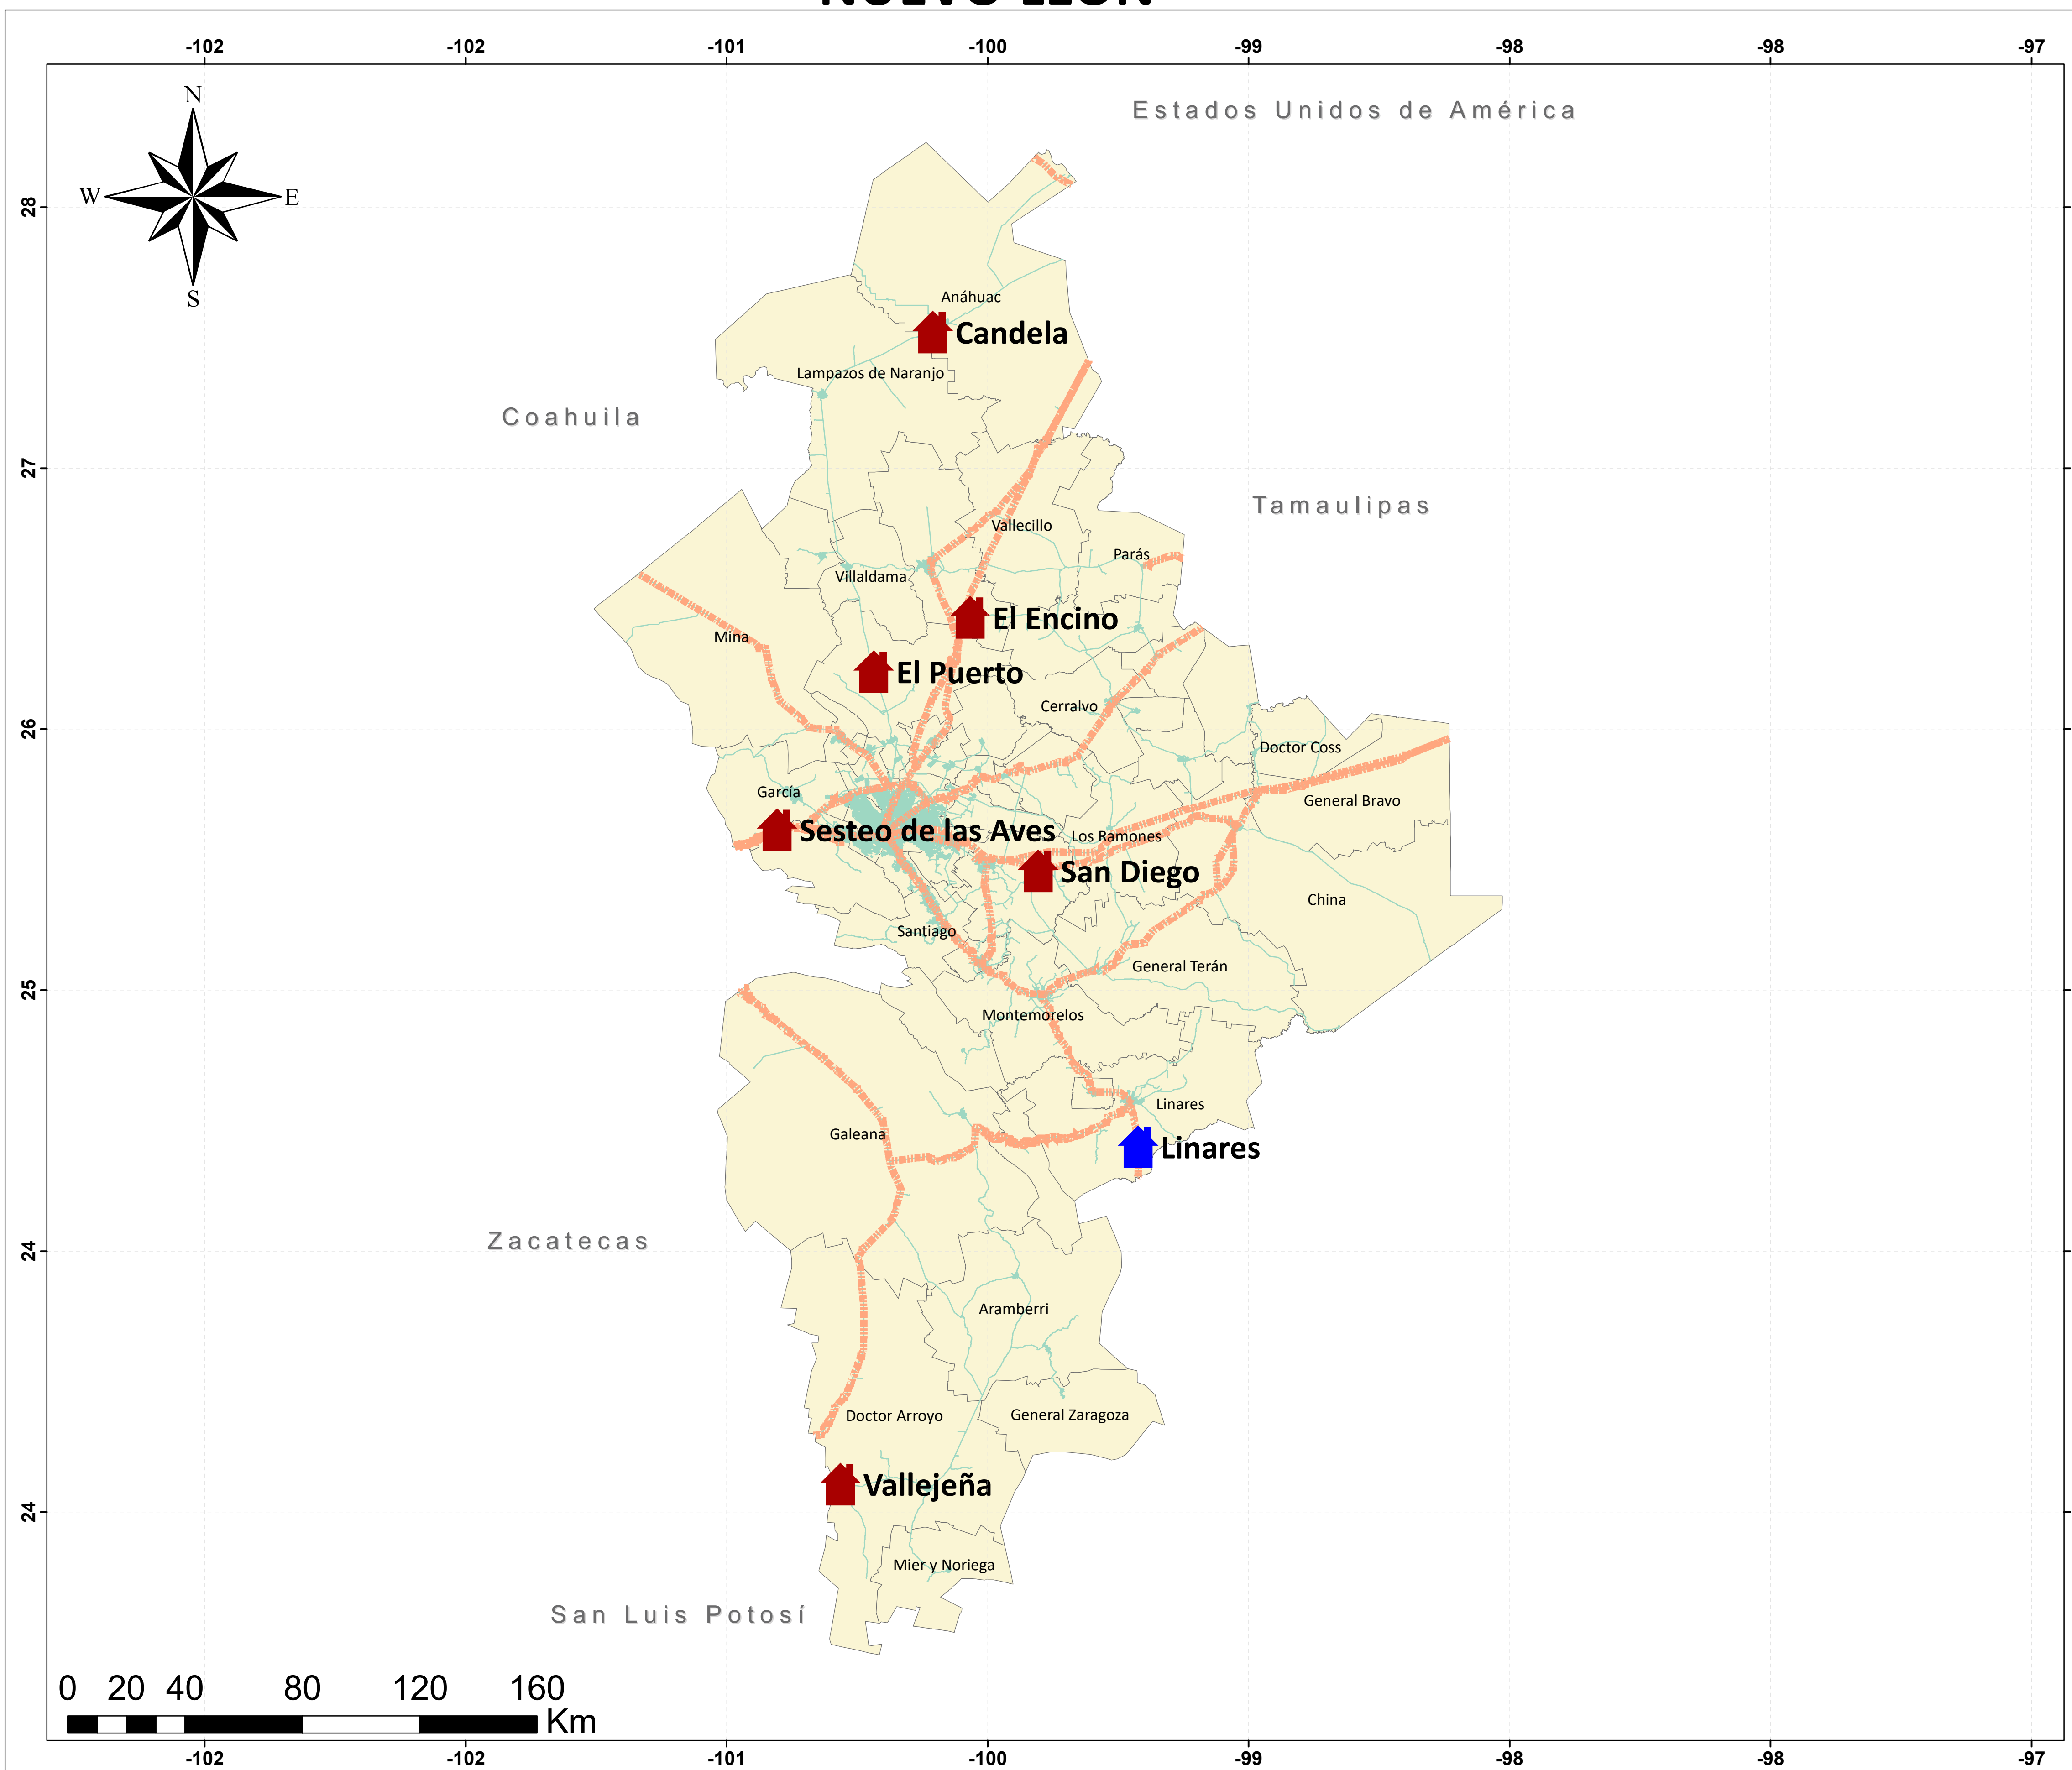 NUEVO LEÓN
-102 -102 -101 -100 -99 -98 -98 -97
N
Estados Unidos de América
W E
28
S
Anáhuac
Candela
Lampazos de Naranjo
Coahuila
27
Tamaulipas
Vallecillo
Parás
Villaldama
El Encino
Mina
El Puerto
Cerralvo
26
Doctor Coss
García
General Bravo
Sesteo de las Aves
Los Ramones
San Diego
China
Santiago
General Terán
25
Montemorelos
Linares
Galeana
Linares
Zacatecas
24
Aramberri
Doctor Arroyo
General Zaragoza
Vallejeña
24
Mier y Noriega
San Luis Potosí
0 20 40 80 120 160
Km
-102 -102 -101 -100 -99 -98 -98 -97